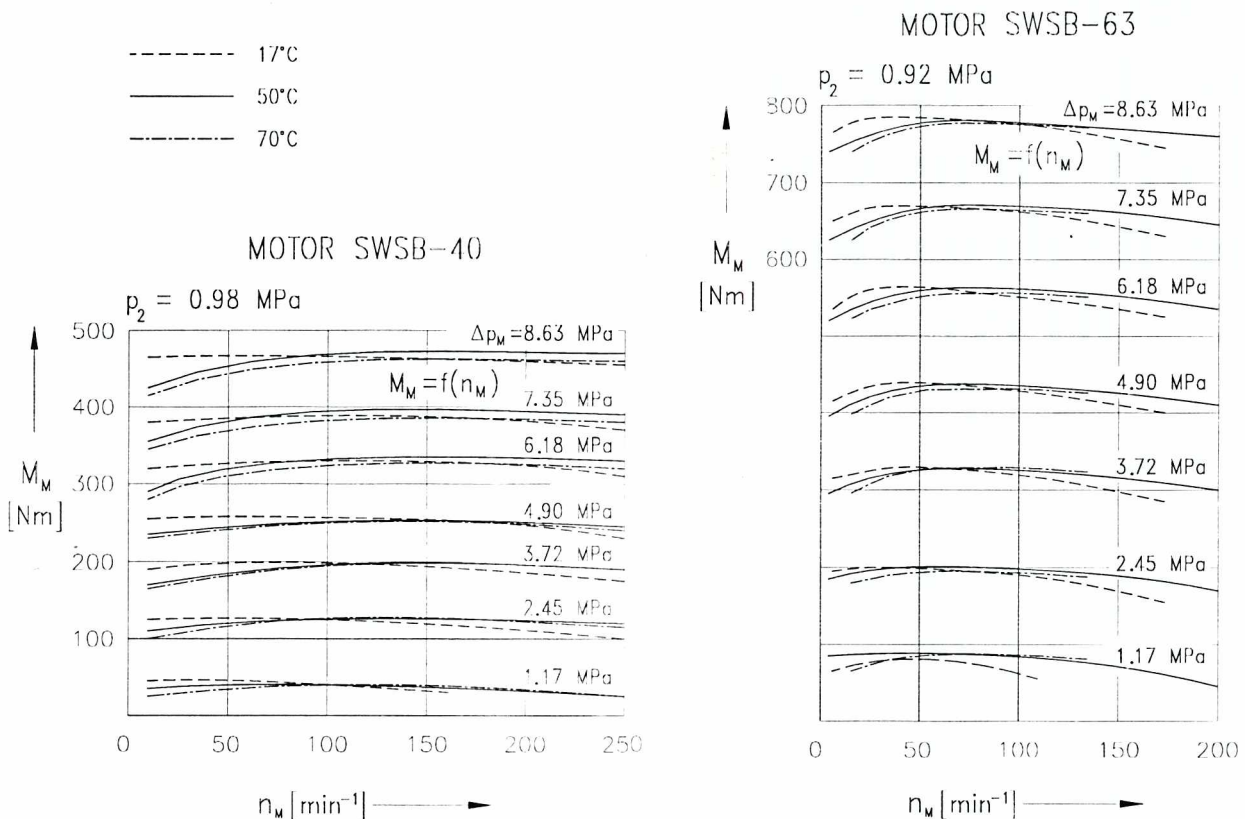 17°C
50°C
70°C
MOTOR SWSB-40
p₂ = 0.98 MPa
M_M
[Nm]
500
400
300
200
100
Δp_M=8.63 MPa
M_M=f(n_M)
7.35 MPa
6.18 MPa
4.90 MPa
3.72 MPa
2.45 MPa
1.17 MPa
0 50 100 150 200 250
n_M [min⁻¹]
MOTOR SWSB-63
p₂ = 0.92 MPa
M_M
[Nm]
800
700
600
Δp_M=8.63 MPa
M_M=f(n_M)
7.35 MPa
6.18 MPa
4.90 MPa
3.72 MPa
2.45 MPa
1.17 MPa
0 50 100 150 200
n_M [min⁻¹]